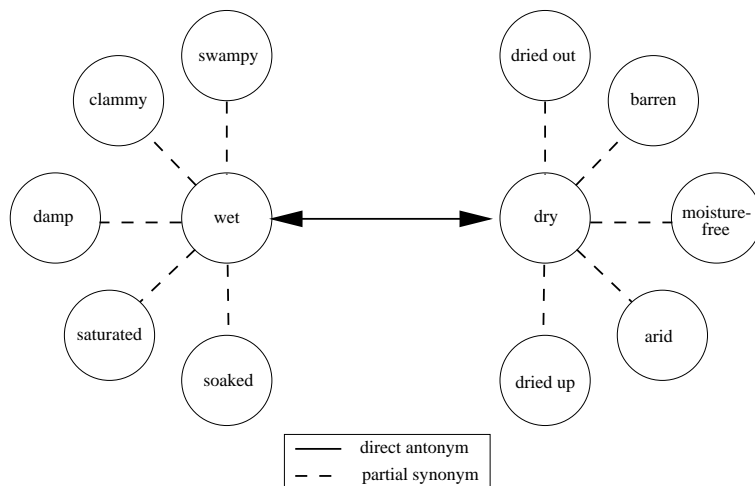 swampy
dried out
clammy
barren
damp
wet
dry
moisture-
free
saturated
arid
soaked
dried up
direct antonym
partial synonym